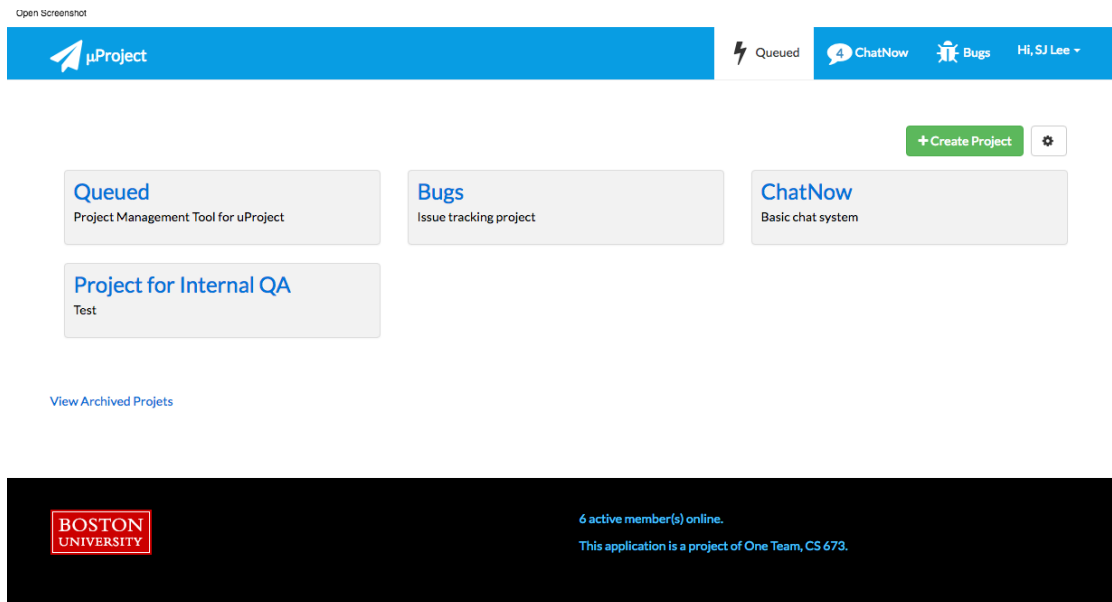 Open Screenshot
μProject
Queued
4
ChatNow
Bugs
Hi, SJ Lee
Create Project
Queued
Project Management Tool for uProject
Bugs
Issue tracking project
ChatNow
Basic chat system
Project for Internal QA
Test
View Archived Projets
BOSTON
UNIVERSITY
6 active member(s) online.
This application is a project of One Team, CS 673.